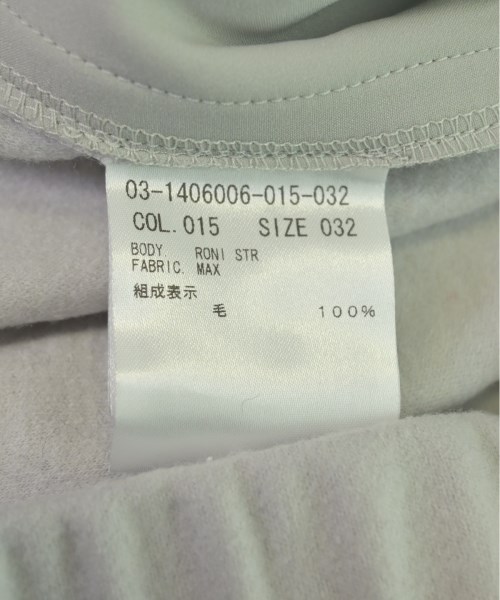 03-1406006-015-032
COL.015 SIZE 032
BODY. RONI STR
FABRIC. MAX
組成表示
毛 100%